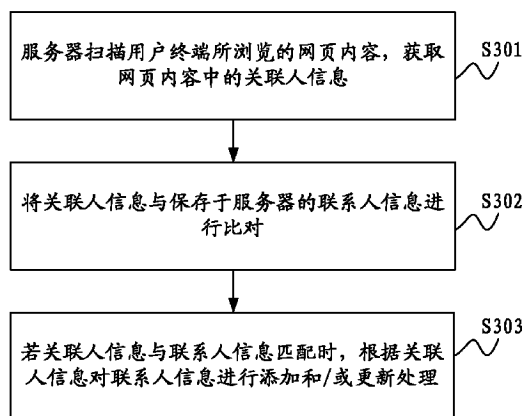 服务器扫描用户终端所浏览的网页内容，获取
网页内容中的关联人信息
S301
将关联人信息与保存于服务器的联系人信息进
行比对
S302
若关联人信息与联系人信息匹配时，根据关联
人信息对联系人信息进行添加和/或更新处理
S303